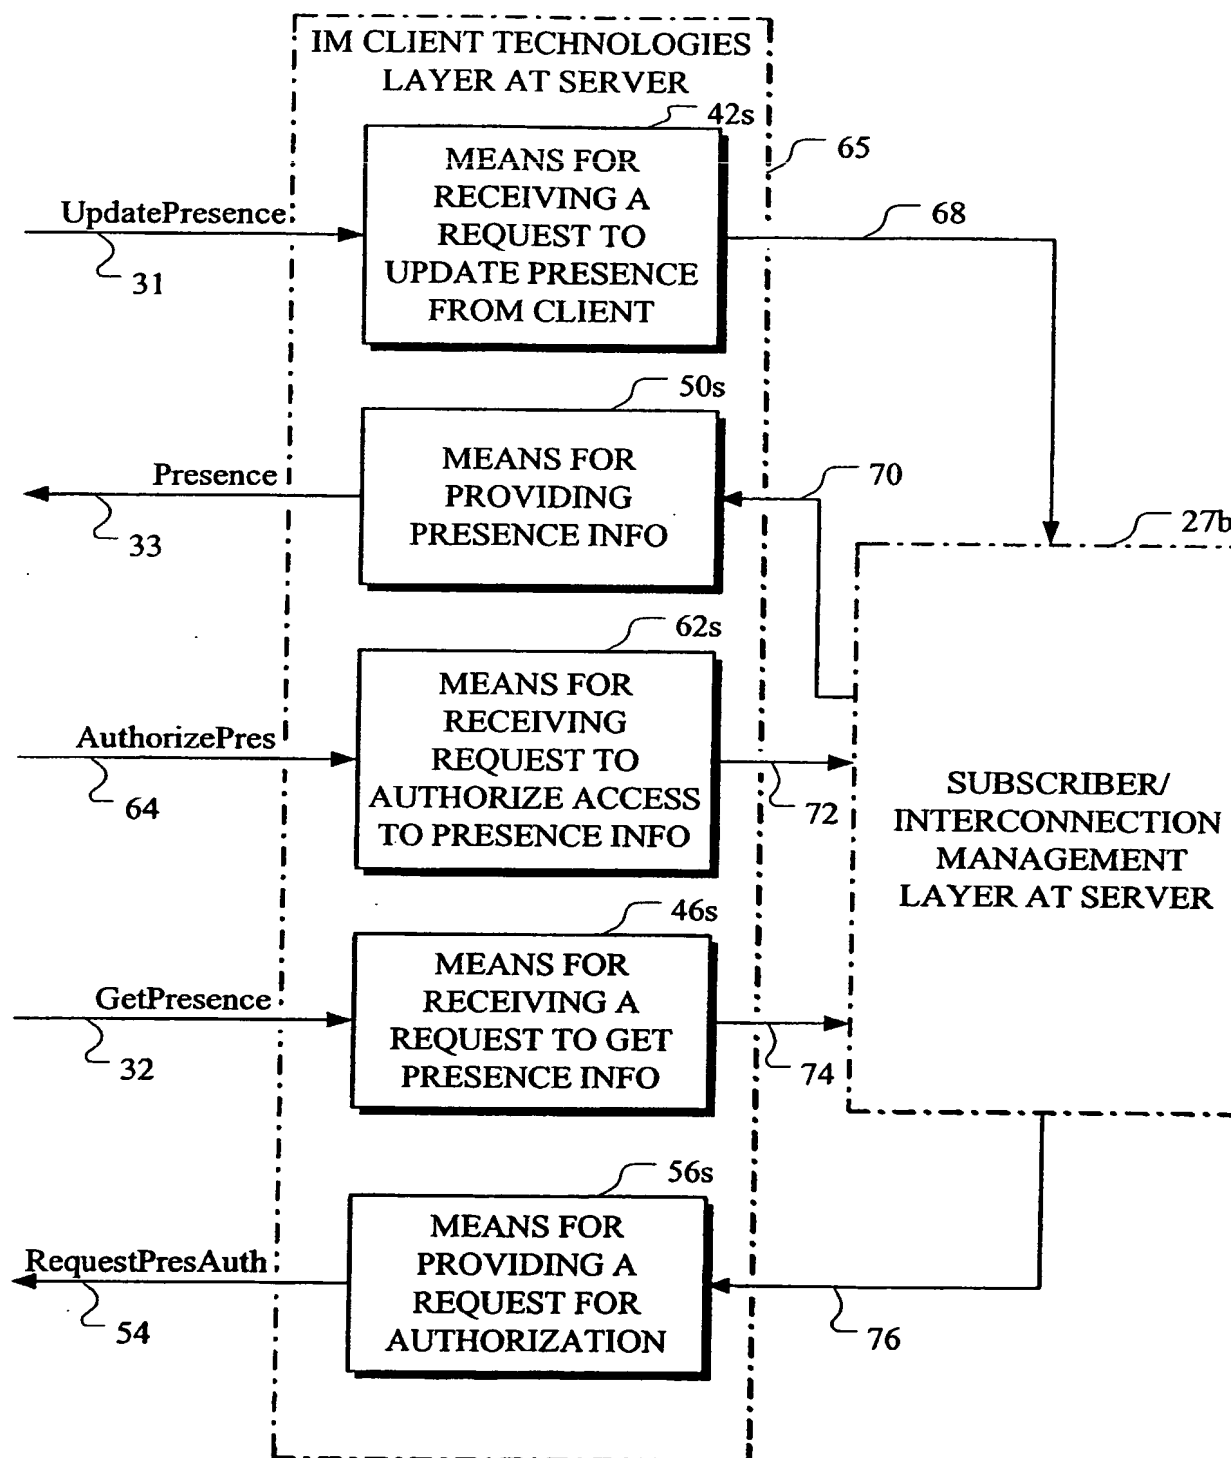 IM CLIENT TECHNOLOGIES
LAYER AT SERVER
42s
MEANS FOR
RECEIVING A
REQUEST TO
UPDATE PRESENCE
FROM CLIENT
65
UpdatePresence
31
68
50s
MEANS FOR
PROVIDING
PRESENCE INFO
Presence
33
70
27b
62s
MEANS FOR
RECEIVING
REQUEST TO
AUTHORIZE ACCESS
TO PRESENCE INFO
AuthorizePres
64
72
SUBSCRIBER/
INTERCONNECTION
MANAGEMENT
LAYER AT SERVER
46s
MEANS FOR
RECEIVING A
REQUEST TO GET
PRESENCE INFO
GetPresence
32
74
56s
MEANS FOR
PROVIDING A
REQUEST FOR
AUTHORIZATION
RequestPresAuth
54
76